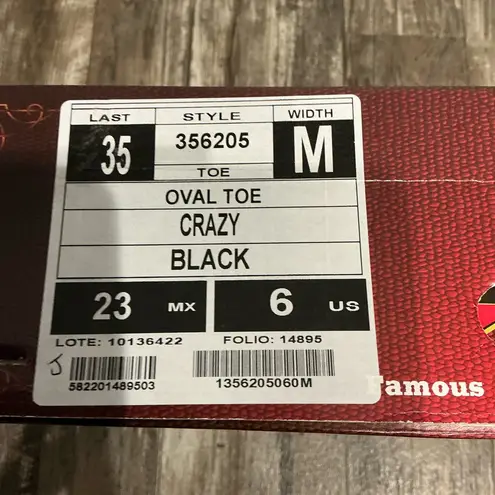 LAST STYLE WIDTH
35 356205 M
TOE
OVAL TOE
CRAZY
BLACK
23 MX 6 US
LOTE: 10136422 FOLIO: 14895
582201489503 1356205060M
Famous